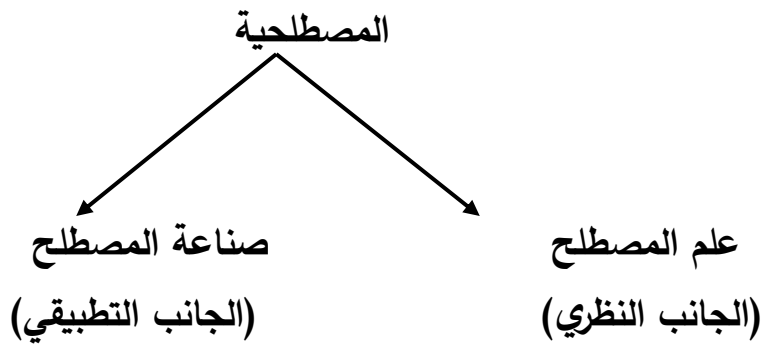 المصطلحية
علم المصطلح
(الجانب النظري)
صناعة المصطلح
(الجانب التطبيقي)